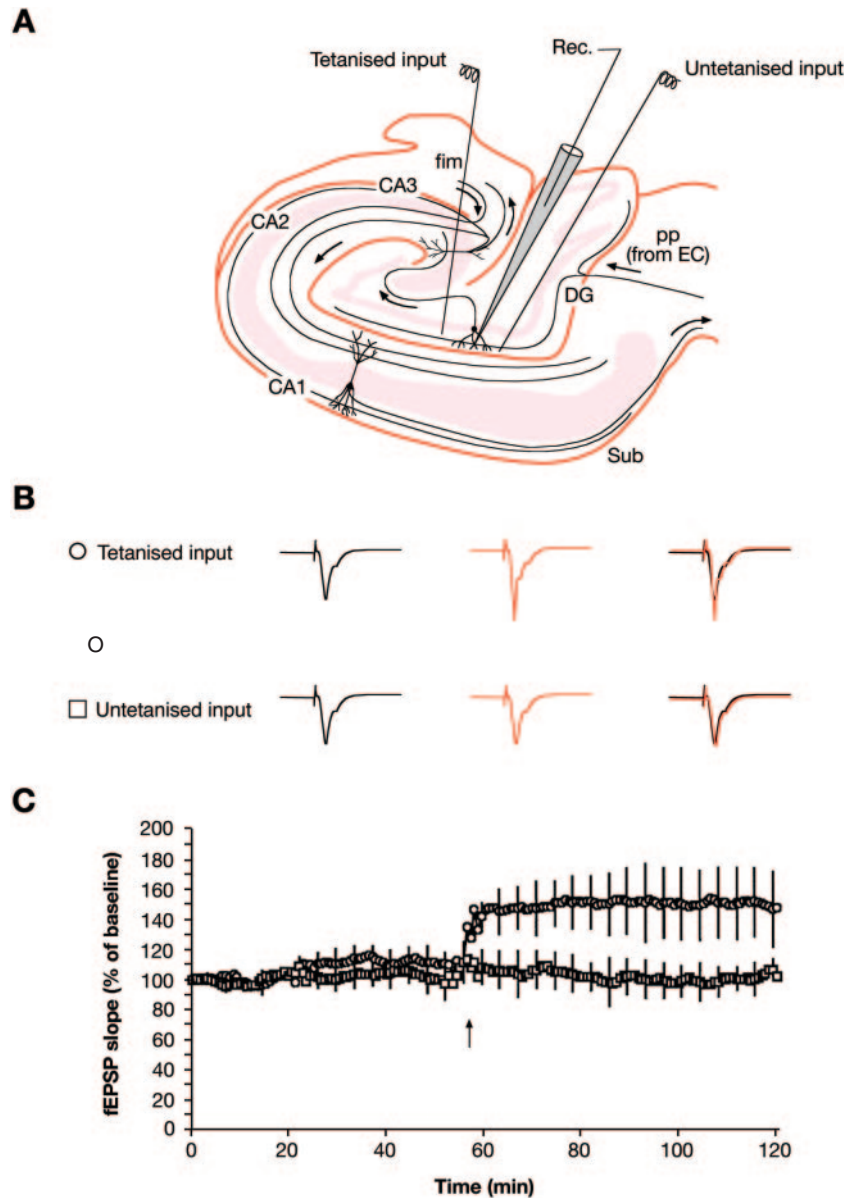 A
Tetanised input
Rec.
Untetanised input
fim
CA3
CA2
pp
(from EC)
DG
CA1
Sub
B
Tetanised input
O
Untetanised input
C
fEPSP slope (% of baseline)
200
180
160
140
120
100
80
60
40
20
0
0 20 40 60 80 100 120
Time (min)